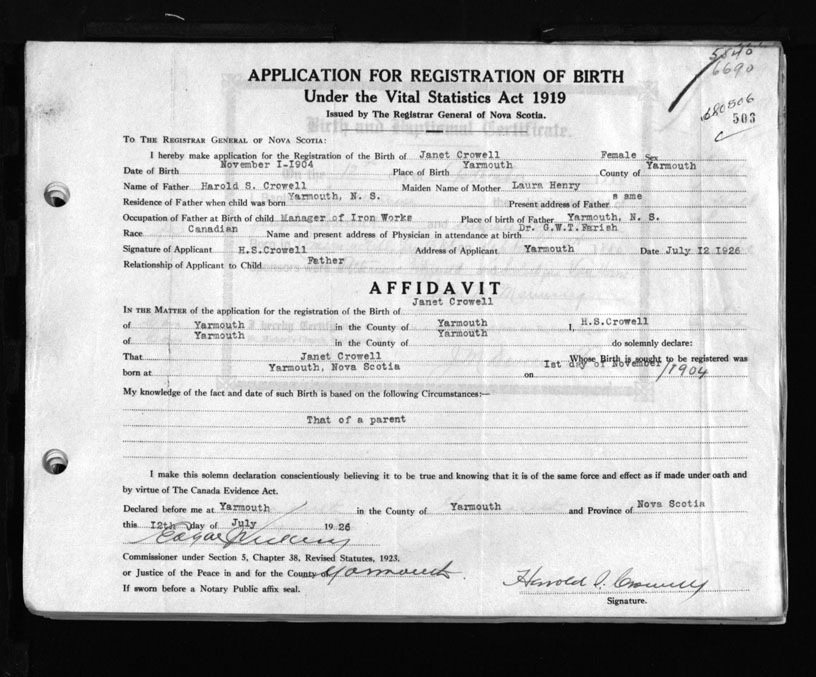 6690
680506
503
APPLICATION FOR REGISTRATION OF BIRTH
Under the Vital Statistics Act 1919
Issued by The Registrar General of Nova Scotia.
To The Registrar General of Nova Scotia:
I hereby make application for the Registration of the Birth of Janet Crowell Female Sex
Date of Birth November I-I904 Place of Birth Yarmouth County of Yarmouth
Name of Father Harold S. Crowell Maiden Name of Mother Laura Henry
Residence of Father when child was born Yarmouth, N. S. Present address of Father s ame
Occupation of Father at Birth of child Manager of Iron Works Place of birth of Father Yarmouth, N. S.
Race Canadian Name and present address of Physician in attendance at birth Dr. G.W.T.Farish
Signature of Applicant H.S.Crowell Address of Applicant Yarmouth Date July I2 I926
Relationship of Applicant to Child Father
AFFIDAVIT
In the Matter of the application for the registration of the Birth of Janet Crowell
of Yarmouth in the County of Yarmouth I, H.S.Crowell
of Yarmouth in the County of Yarmouth do solemnly declare:
That Janet Crowell Whose Birth is sought to be registered was
born at Yarmouth, Nova Scotia on Ist day of November 1904
My knowledge of the fact and date of such Birth is based on the following Circumstances:—
That of a parent
I make this solemn declaration conscientiously believing it to be true and knowing that it is of the same force and effect as if made under oath and
by virtue of The Canada Evidence Act.
Declared before me at Yarmouth in the County of Yarmouth and Province of Nova Scotia
this I2th day of July 1926
Commissioner under Section 5, Chapter 38, Revised Statutes, 1923.
or Justice of the Peace in and for the County of Yarmouth
If sworn before a Notary Public affix seal.
Harold S. Crowell
Signature.